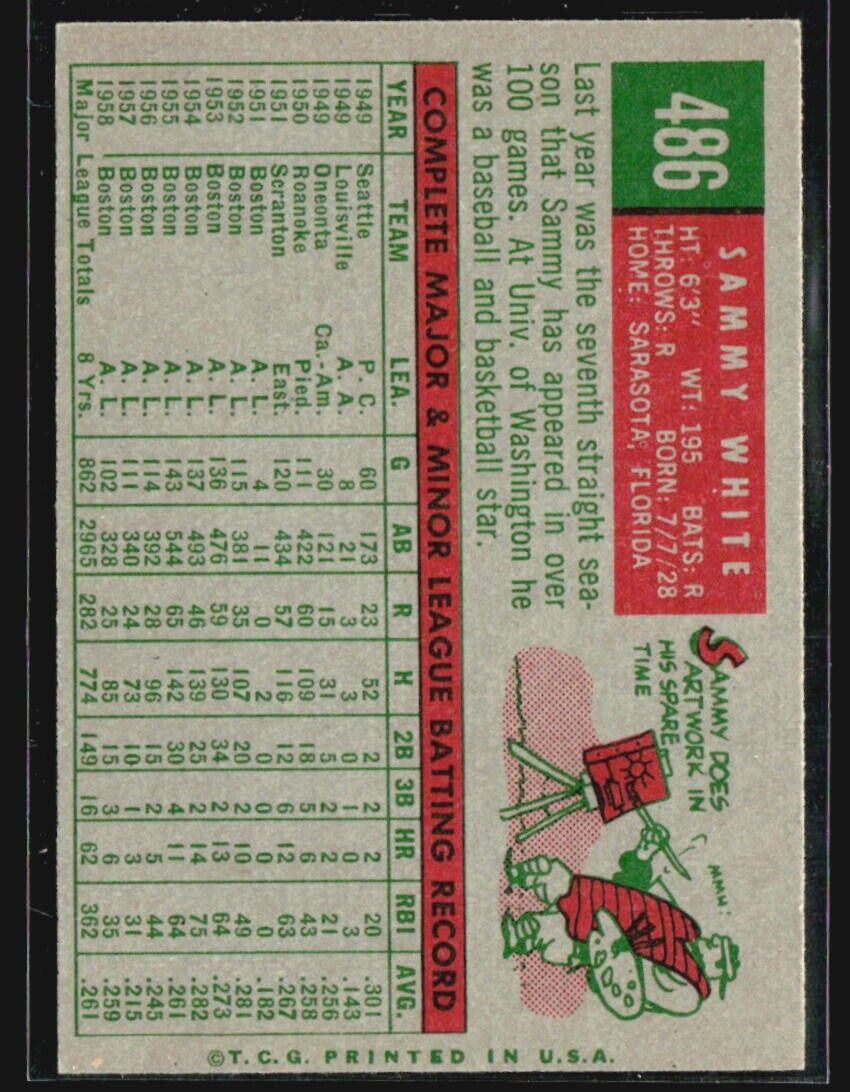 486
SAMMY WHITE
HT: 6'3" WT: 195 BATS: R
THROWS: R BORN: 7/7/28
HOME: SARASOTA, FLORIDA
Last year was the seventh straight sea-
son that Sammy has appeared in over
100 games. At Univ. of Washington he
was a baseball and basketball star.
SAMMY DOES
ARTWORK IN
HIS SPARE
TIME
MMM:
COMPLETE MAJOR & MINOR LEAGUE BATTING RECORD
YEAR TEAM LEA. G AB R H 2B 3B HR RBI AVG.
1949 Seattle P. C. 60 173 23 52 2 2 2 20 .301
1949 Louisville A. A. 8 21 3 3 0 1 0 3 .143
1949 Oneonta Ca.-Am. 30 121 15 31 5 2 2 21 .256
1950 Roanoke Pied. 111 422 60 109 18 5 6 43 .258
1951 Scranton East. 120 434 57 116 12 6 12 63 .267
1951 Boston A. L. 4 11 0 2 0 0 0 0 .182
1952 Boston A. L. 115 381 35 107 20 2 10 49 .281
1953 Boston A. L. 136 476 59 130 34 2 13 64 .273
1954 Boston A. L. 137 493 46 139 25 2 14 75 .282
1955 Boston A. L. 143 544 65 142 30 4 11 64 .261
1956 Boston A. L. 114 392 28 96 15 2 5 44 .245
1957 Boston A. L. 111 340 24 73 10 1 3 31 .215
1958 Boston A. L. 102 328 25 85 15 3 6 35 .259
Major League Totals 8 Yrs. 862 2965 282 774 149 16 62 362 .261
©T.C.G. PRINTED IN U.S.A.